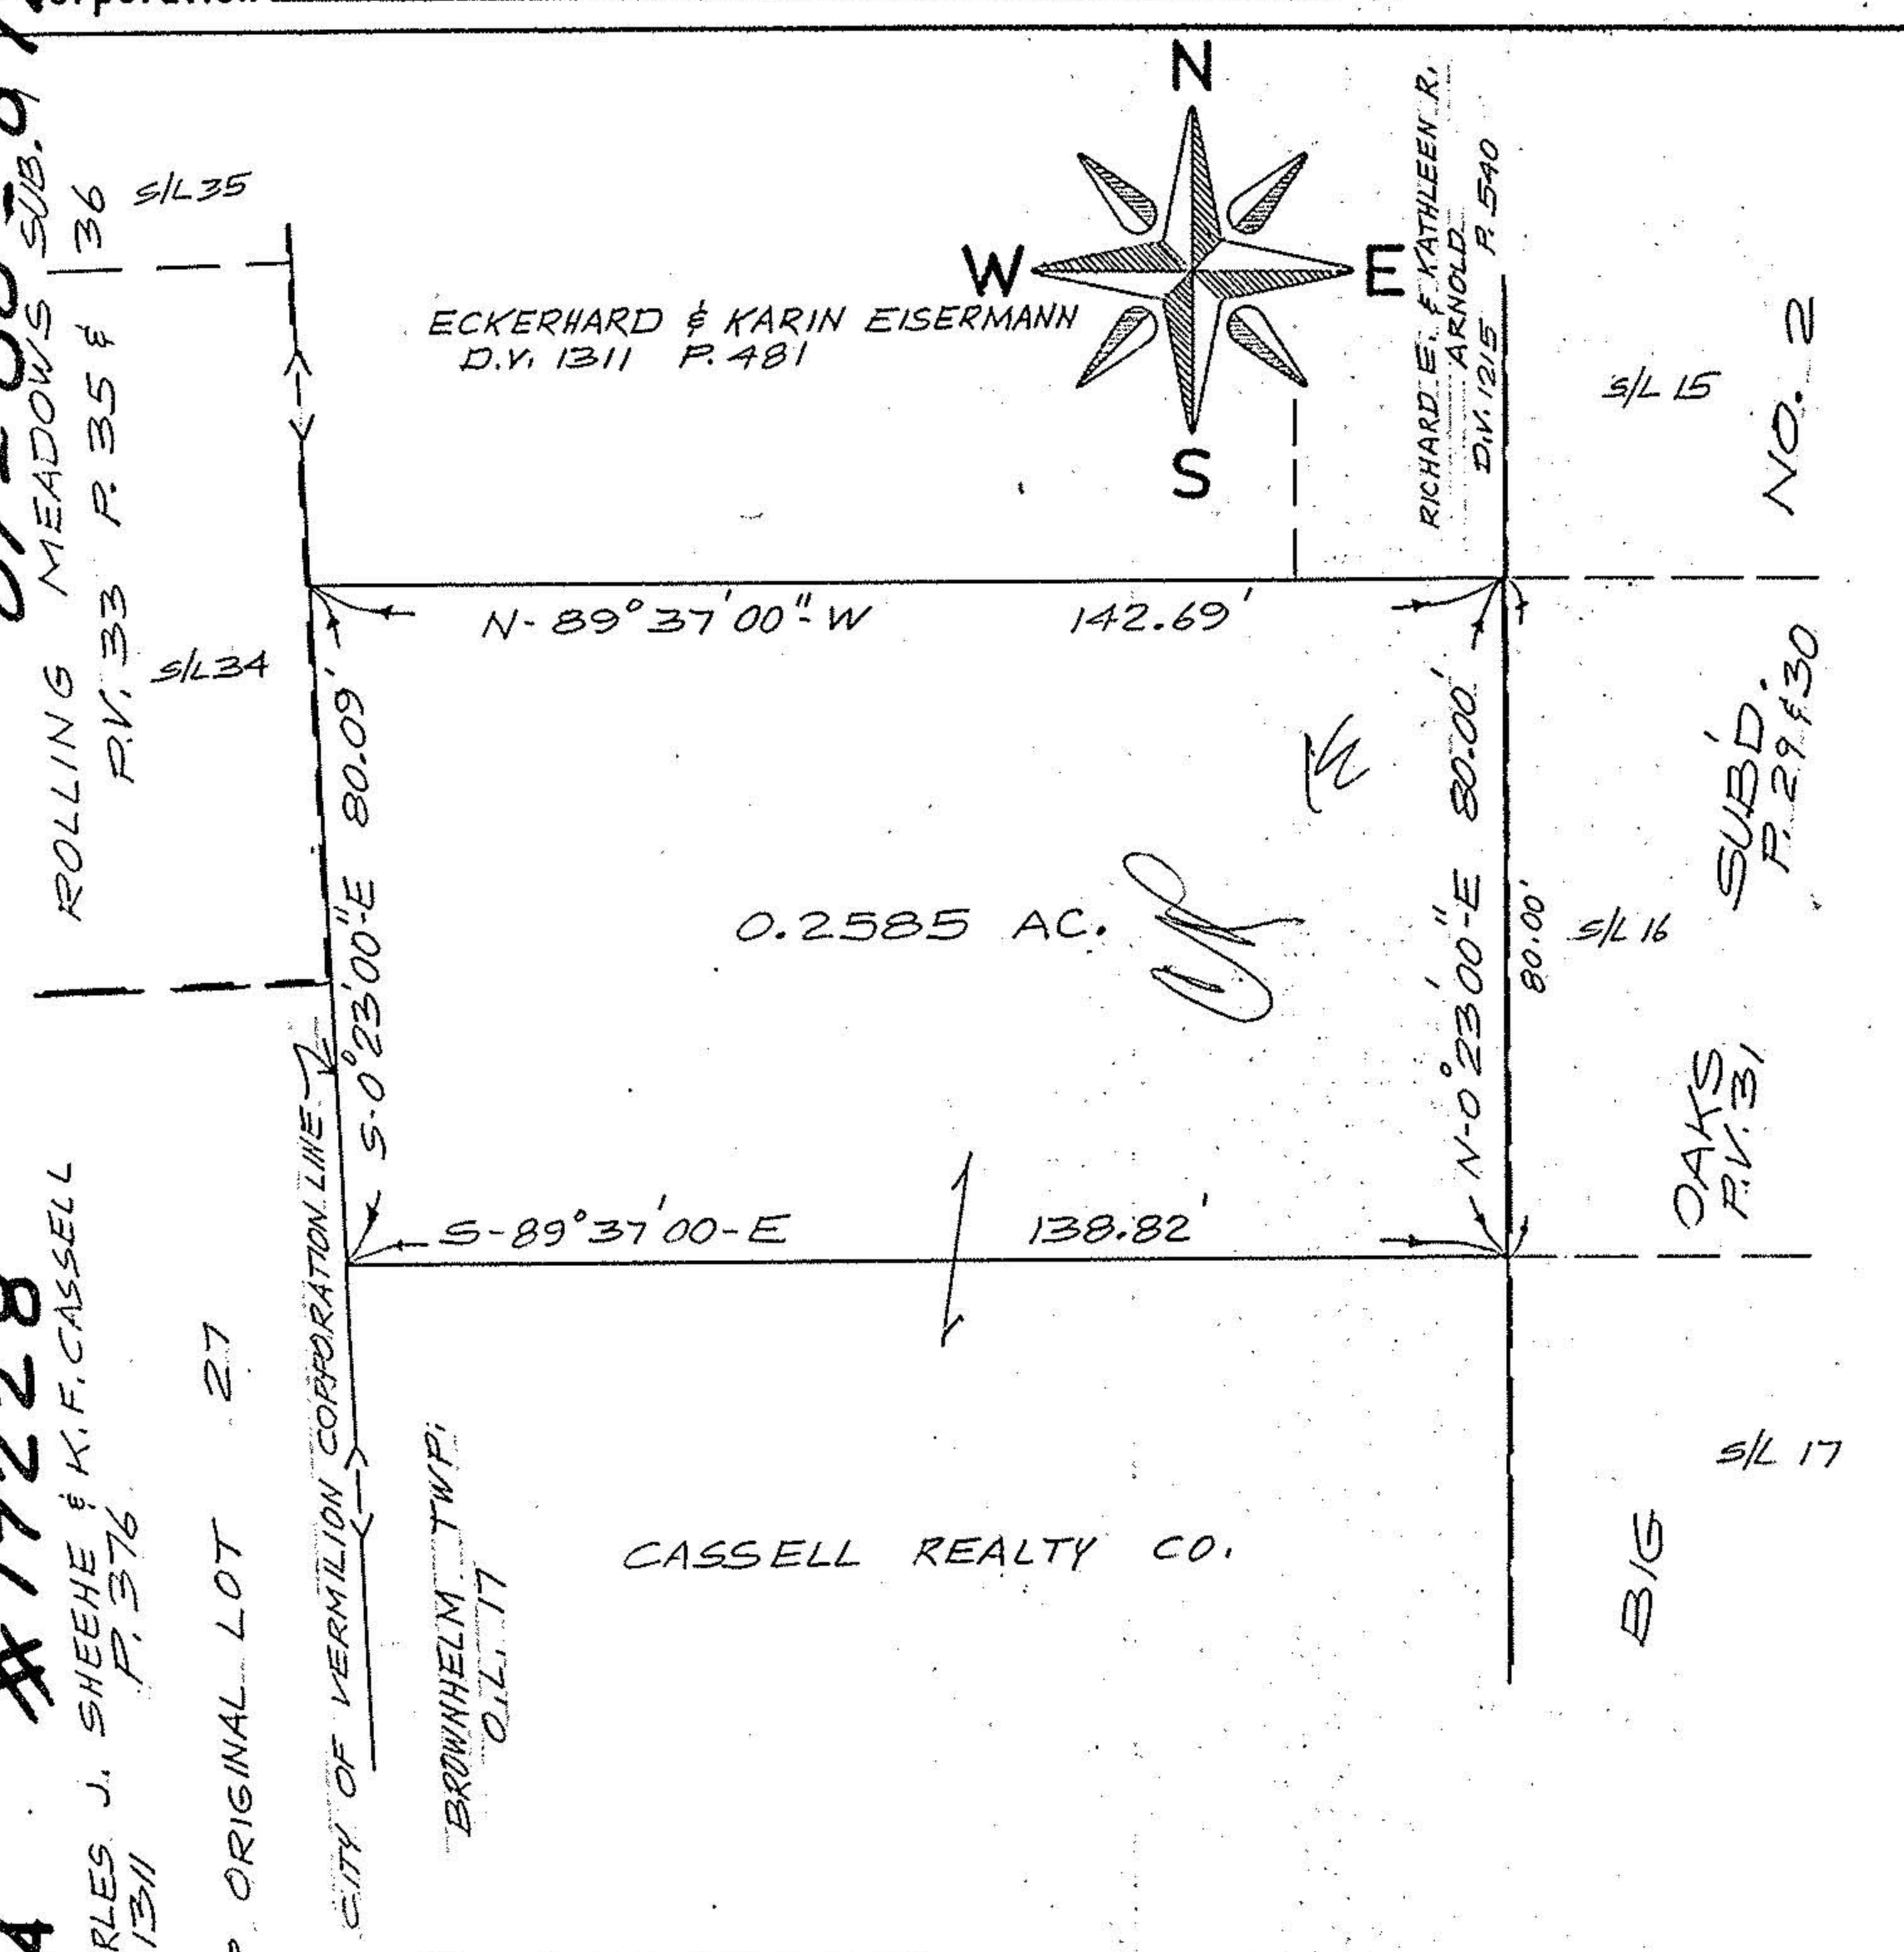 N
W
E
S
ROLLING MEADOWS SUB.
P.V. 33 P. 35 & 36
S/L 35
S/L 34
ECKERHARD & KARIN EISERMANN
D.V. 1311 P. 481
RICHARD E. & KATHLEEN R.
ARNOLD
D.V. 1215 P. 540
S/L 15
N-89°37'00"-W 142.69'
S-0°23'00"-E 80.09'
0.2585 AC.
N-0°23'00"-E 80.00'
80.00'
S/L 16
S-89°37'00-E 138.82'
BIG OAKS SUBD. NO. 2
P.V. 31, P. 29 & 30
S/L 17
CITY OF VERMILION CORPORATION LINE
BROWNHELM TWP.
O.L. 17
CASSELL REALTY CO.
J. SHEEHE & K.F. CASSELL
1311 P. 376
ORIGINAL LOT 27